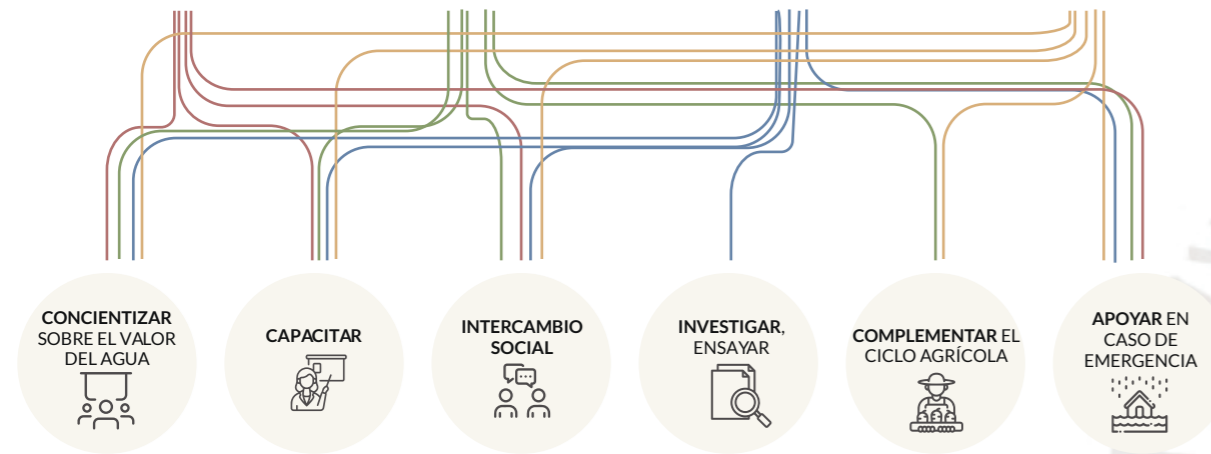 CONCIENTIZAR
SOBRE EL VALOR
DEL AGUA
CAPACITAR
INTERCAMBIO
SOCIAL
INVESTIGAR,
ENSAYAR
COMPLEMENTAR EL
CICLO AGRÍCOLA
APOYAR EN
CASO DE
EMERGENCIA